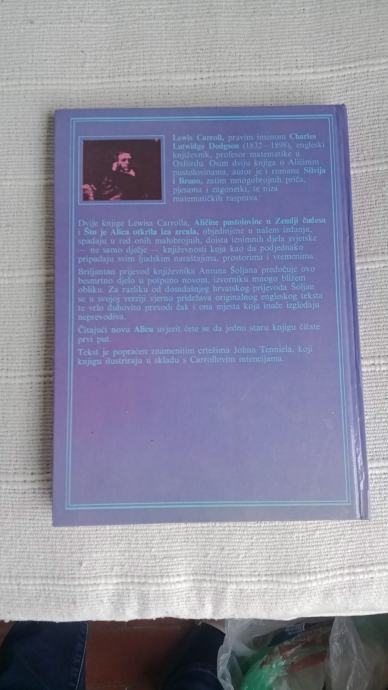 Lewis Carroll, pravim imenom Charles
Lutwidge Dodgson (1832—1898), engleski
književnik, profesor matematike u
Oxfordu. Osim dviju knjiga o Aličinim
pustolovinama, autor je i romana Silvija
i Bruno, zatim mnogobrojnih priča,
pjesama i zagonetki, te niza
matematičkih rasprava.
Dvije knjige Lewisa Carrolla, Aličine pustolovine u Zemlji čudesa
i Što je Alica otkrila iza zrcala, objedinjene u našem izdanju,
spadaju u red onih malobrojnih, doista iznimnih djela svjetske
— ne samo dječje — književnosti koja kao da podjednako
pripadaju svim ljudskim naraštajima, prostorima i vremenima.
Briljantan prijevod književnika Antuna Šoljana predočuje ovo
besmrtno djelo u potpuno novom, izvorniku mnogo bližem
obliku. Za razliku od dosadašnjeg hrvatskog prijevoda Šoljan
se u svojoj verziji vjerno pridržava originalnog engleskog teksta
te vrlo duhovito prevodi čak i ona mjesta koja inače izgledaju
neprevodiva.
Čitajući novu Alicu uvjerit ćete se da jednu staru knjigu čitate
prvi put.
Tekst je popraćen znamenitim crtežima Johna Tenniela, koji
knjigu ilustriraju u skladu s Carrollovim intencijama.